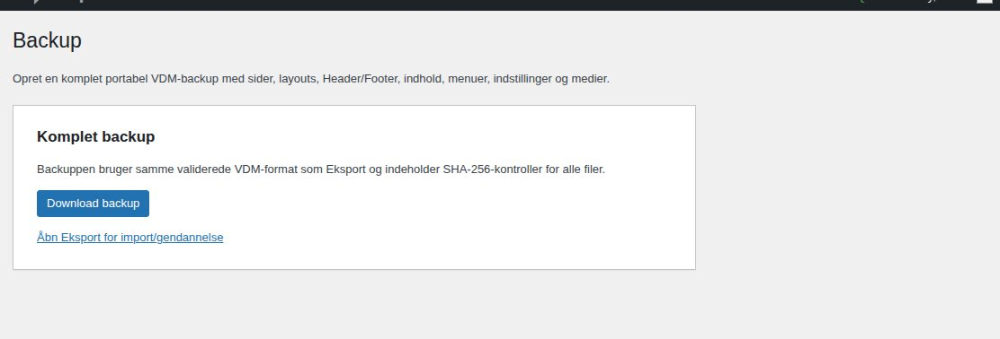 Backup
Opret en komplet portabel VDM-backup med sider, layouts, Header/Footer, indhold, menuer, indstillinger og medier.
Komplet backup
Backuppen bruger samme validerede VDM-format som Eksport og indeholder SHA-256-kontroller for alle filer.
Download backup
Åbn Eksport for import/gendannelse